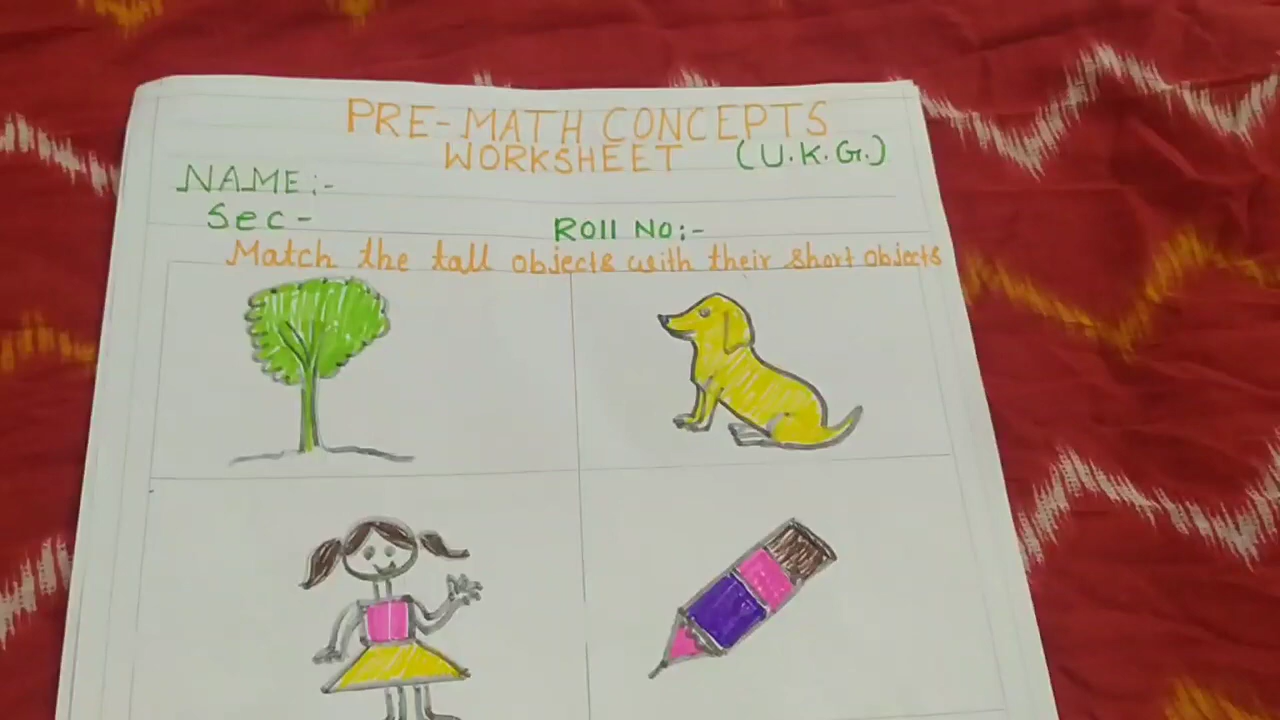 PRE-MATH CONCEPTS
WORKSHEET (U.K.G.)
NAME:-
Sec-
Roll No:-
Match the tall objects with their short objects